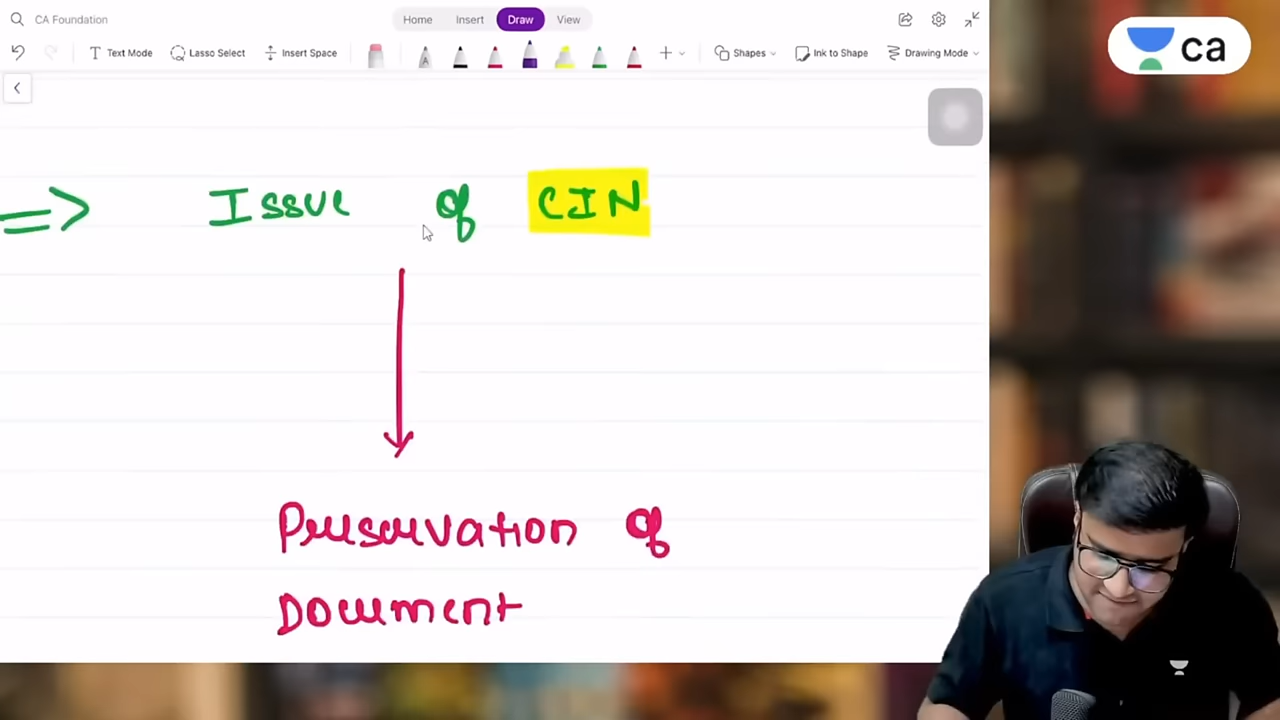 CA Foundation
Home Insert Draw View
Text Mode Lasso Select Insert Space A Shapes Ink to Shape Drawing Mode
ca
=> Issue of CIN
Preservation of
Document